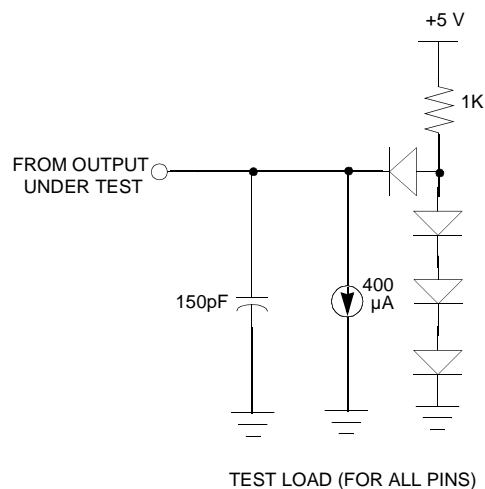 +5 V
1K
FROM OUTPUT
UNDER TEST
150pF
400
µA
TEST LOAD (FOR ALL PINS)